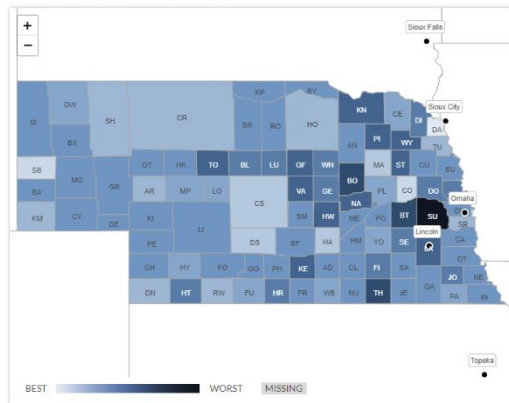 +
−
Sioux Falls
KP
BY
KN
CE
DI
Sioux City
DA
SI
DW
SH
CR
BR
RO
HO
AN
PI
WY
TU
BX
GT
HK
TO
BL
LU
GF
WH
MA
ST
CU
BU
SB
MO
GR
AR
MP
LO
CS
VA
GE
BO
PL
CO
DO
BA
NA
Omaha
KM
CY
DE
KI
LI
SM
HW
ME
BT
SU
SR
Lincoln
PE
DS
BF
HA
HM
YO
SE
CA
OT
CH
HY
FO
GO
PH
KE
AD
CL
FI
SA
JO
NE
DN
HT
RW
FU
HR
FR
WB
NU
TH
JE
GA
PA
RI
Topeka
BEST WORST MISSING